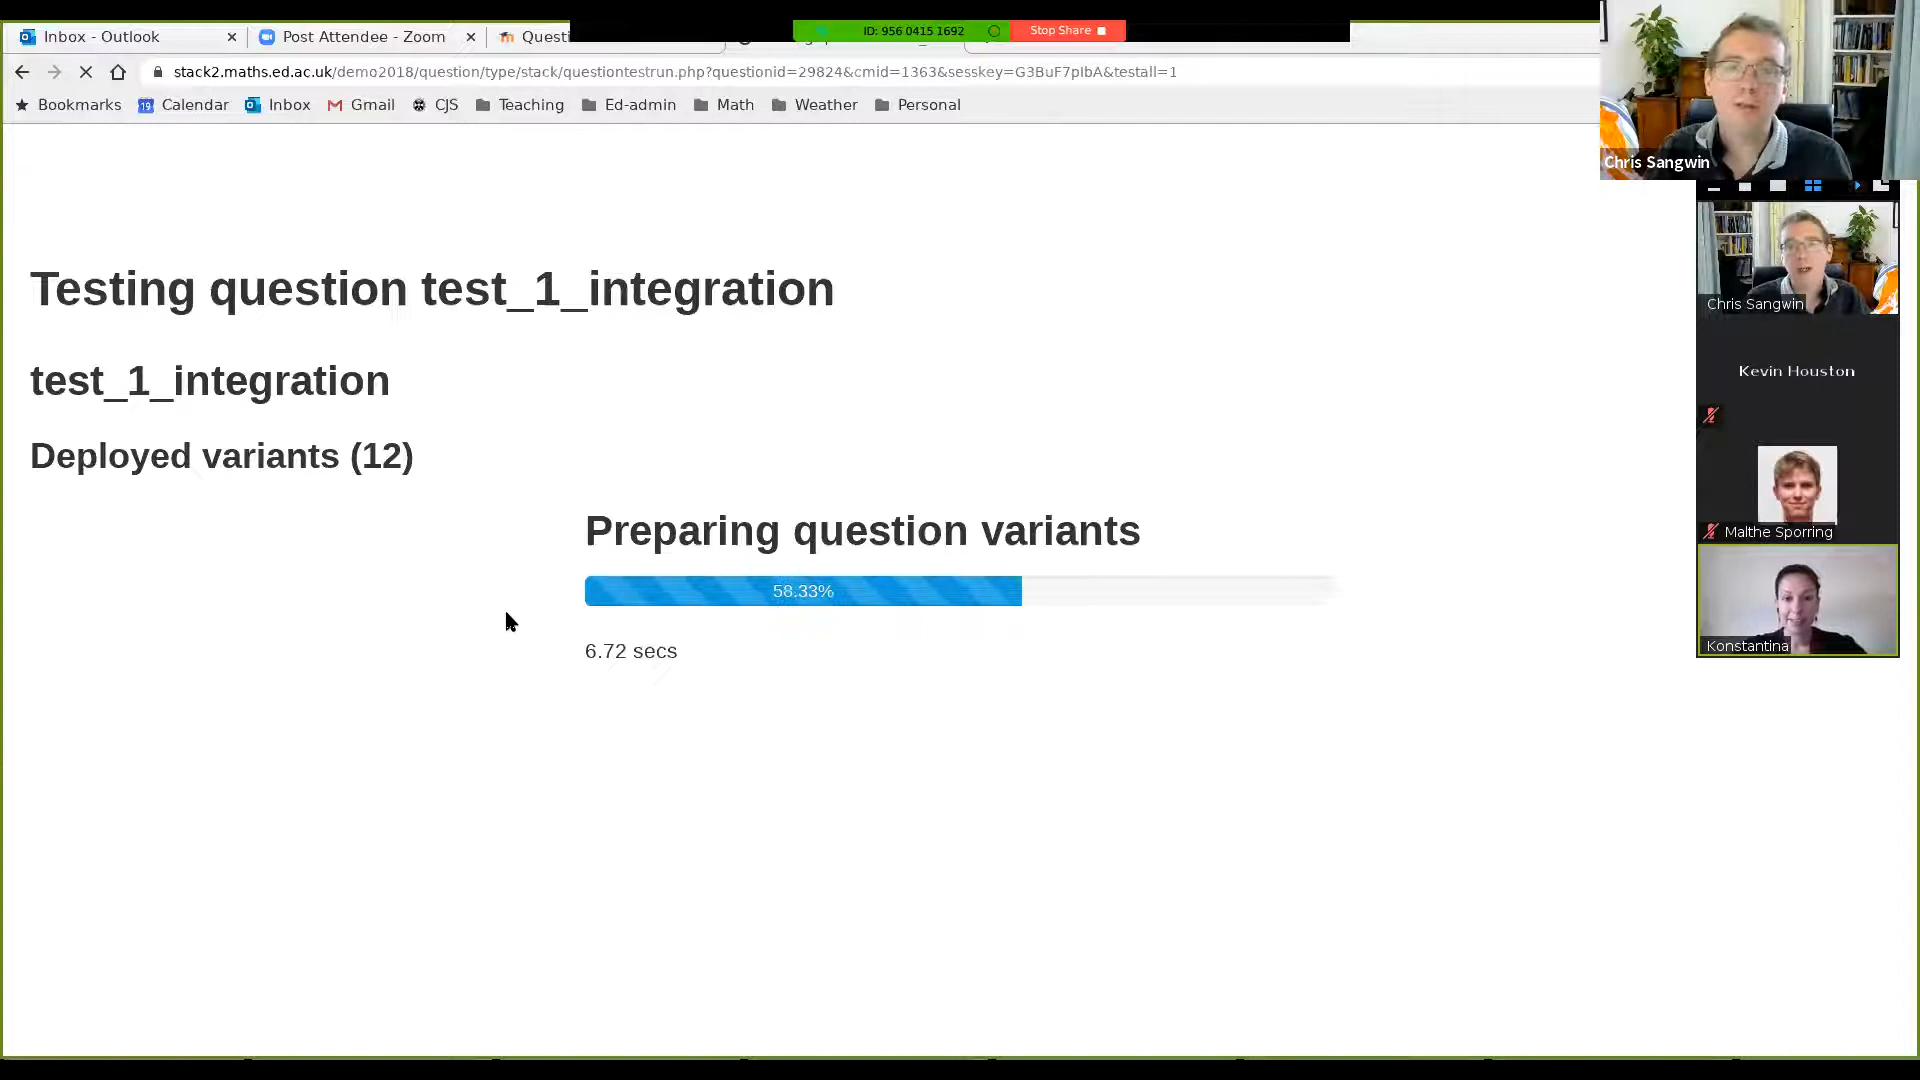 Inbox - Outlook
Post Attendee - Zoom
Questi
ID: 956 0415 1692
Stop Share
stack2.maths.ed.ac.uk/demo2018/question/type/stack/questiontestrun.php?questionid=29824&cmid=1363&sesskey=G3BuF7pIbA&testall=1
Bookmarks
19 Calendar
Inbox
Gmail
CJS
Teaching
Ed-admin
Math
Weather
Personal
Chris Sangwin
Chris Sangwin
Kevin Houston
Malthe Sporring
Konstantina
Testing question test_1_integration
test_1_integration
Deployed variants (12)
Preparing question variants
58.33%
6.72 secs